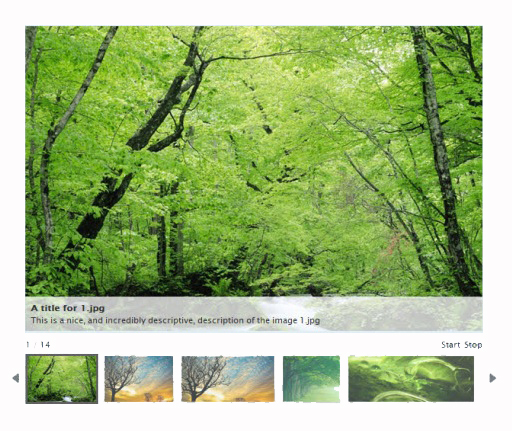 A title for 1.jpg
This is a nice, and incredibly descriptive, description of the image 1.jpg
1 / 14
Start Stop